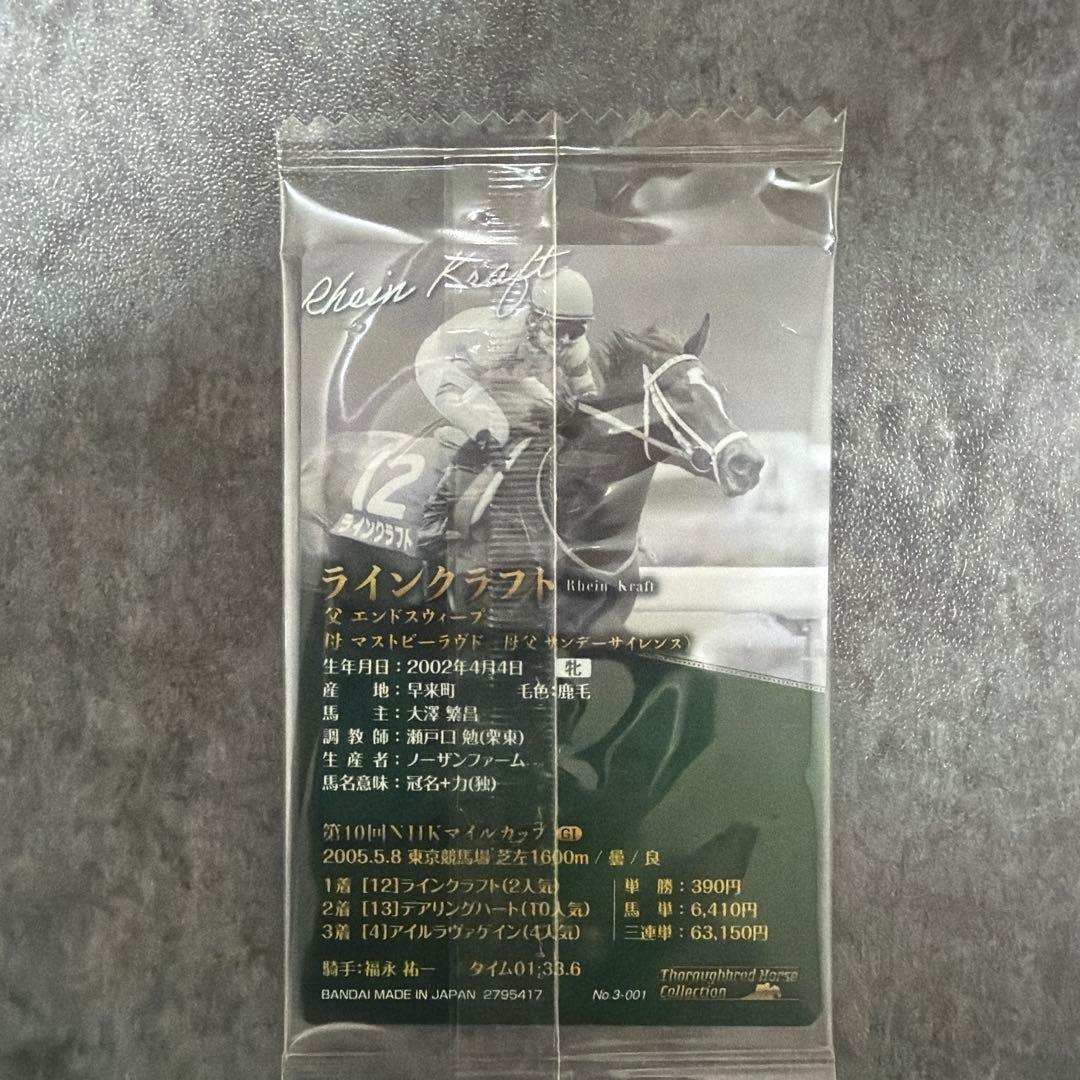 Rhein Kraft
12
ラインクラフト
ラインクラフト Rhein Kraft
父 エンドスウィープ
母 マストビーラヴド (母父 サンデーサイレンス)
生年月日：2002年4月4日 牝
産 地：早来町 毛色：鹿毛
馬 主：大澤 繁昌
調教師：瀬戸口 勉(栗東)
生産者：ノーザンファーム
馬名意味：冠名+力(独)
第10回NHKマイルカップ GI
2005.5.8 東京競馬場 芝左1600m / 曇 / 良
1着 [12]ラインクラフト(2人気) 単 勝：390円
2着 [13]デアリングハート(10人気) 馬 単：6,410円
3着 [4]アイルラヴァゲイン(4人気) 三連単：63,150円
騎手：福永 祐一 タイム01:33.6
Thoroughbred Horse
Collection
BANDAI MADE IN JAPAN 2795417 No 3-001